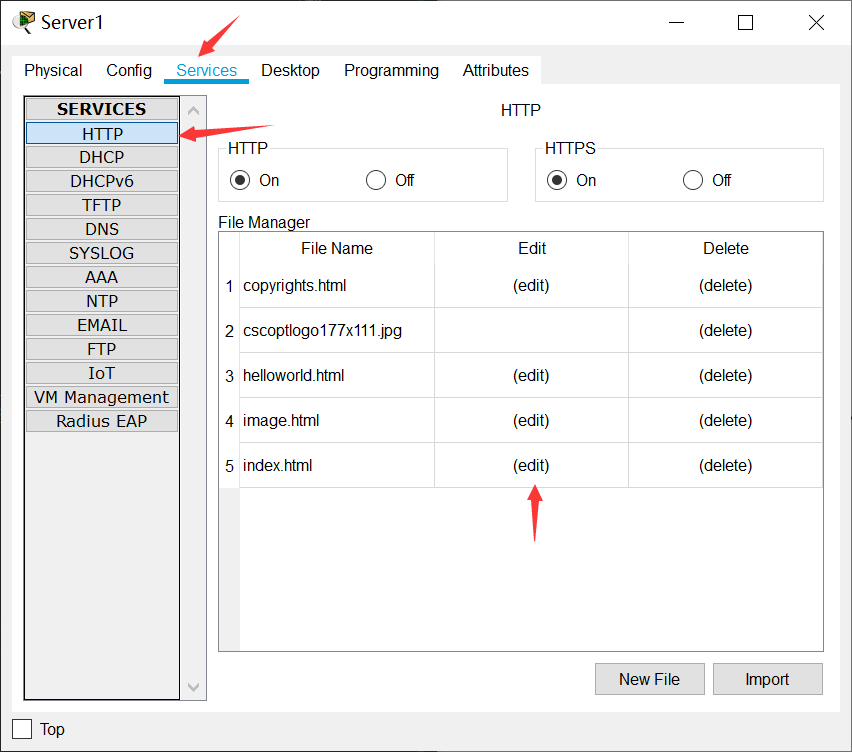 Server1
Physical Config Services Desktop Programming Attributes
SERVICES
HTTP
DHCP
DHCPv6
TFTP
DNS
SYSLOG
AAA
NTP
EMAIL
FTP
IoT
VM Management
Radius EAP
HTTP
HTTP
On Off
HTTPS
On Off
File Manager
File Name Edit Delete
1 copyrights.html (edit) (delete)
2 cscoptlogo177x111.jpg (delete)
3 helloworld.html (edit) (delete)
4 image.html (edit) (delete)
5 index.html (edit) (delete)
New File Import
Top